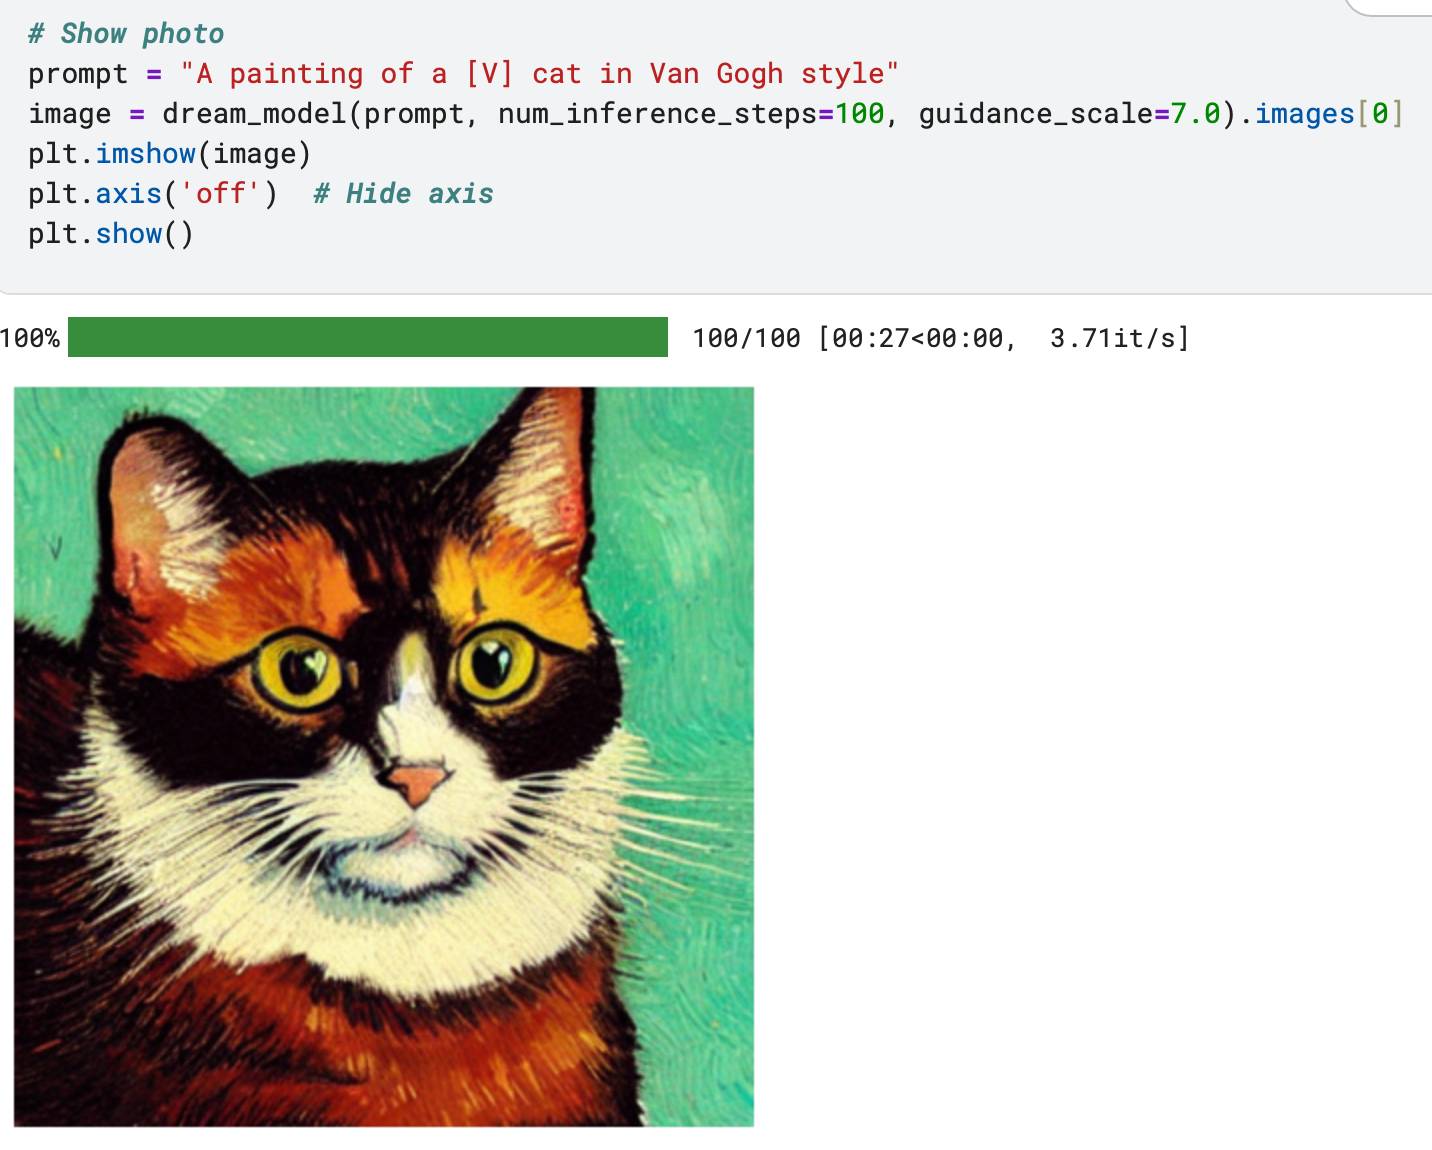 # Show photo
prompt = "A painting of a [V] cat in Van Gogh style"
image = dream_model(prompt, num_inference_steps=100, guidance_scale=7.0).images[0]
plt.imshow(image)
plt.axis('off')  # Hide axis
plt.show()
100% 100/100 [00:27<00:00, 3.71it/s]
V